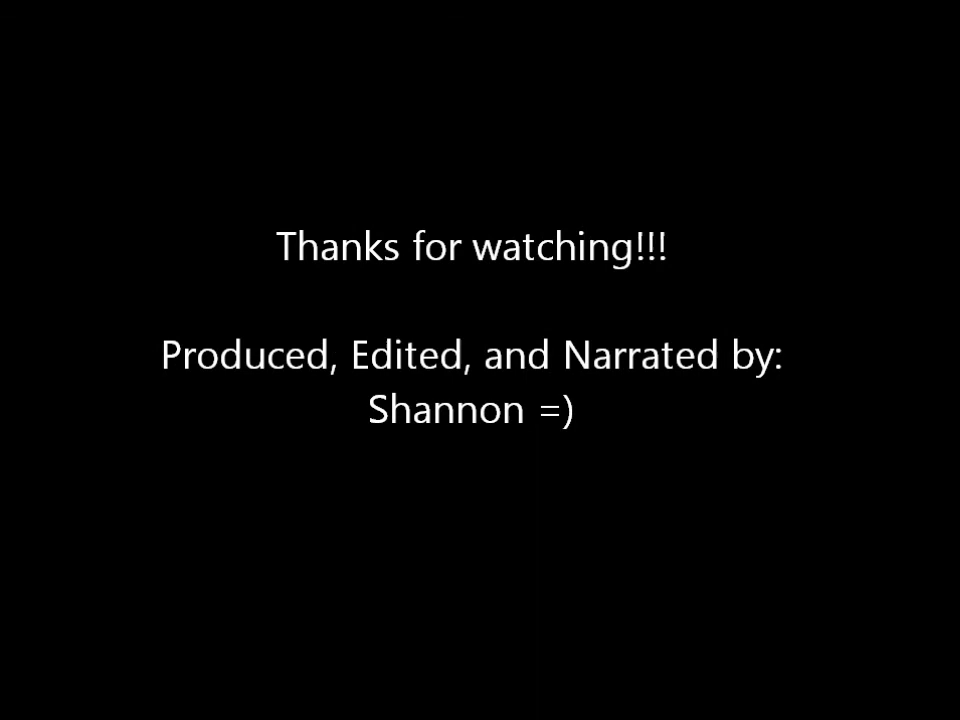 Thanks for watching!!!
Produced, Edited, and Narrated by:
Shannon =)